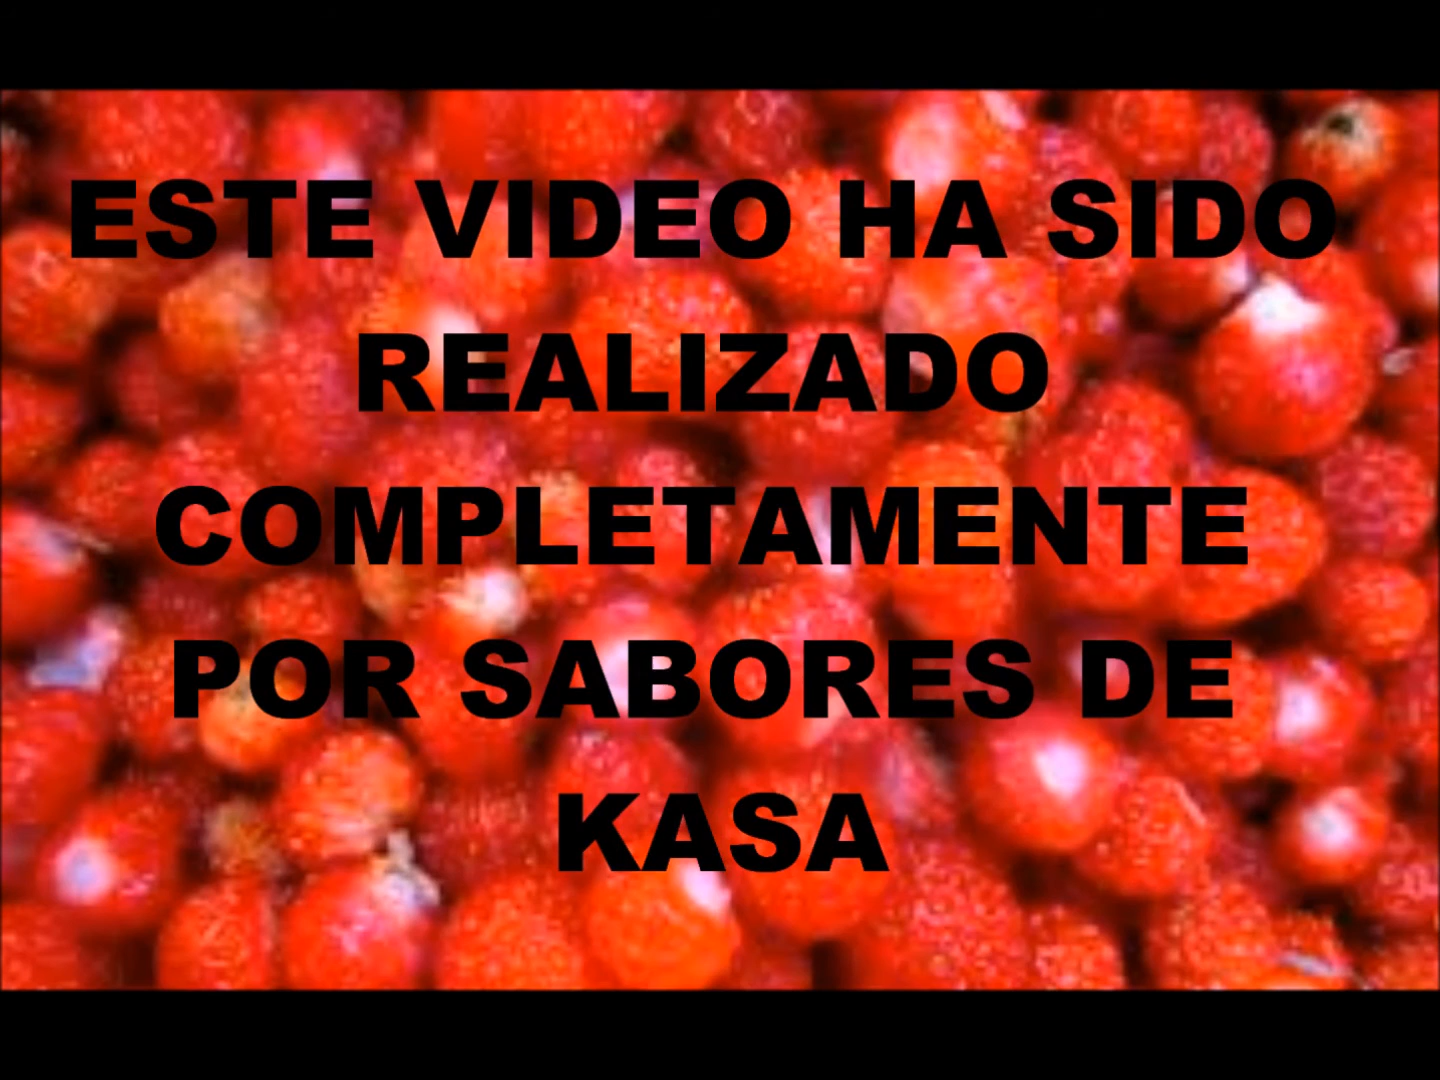 ESTE VIDEO HA SIDO
REALIZADO
COMPLETAMENTE
POR SABORES DE
KASA